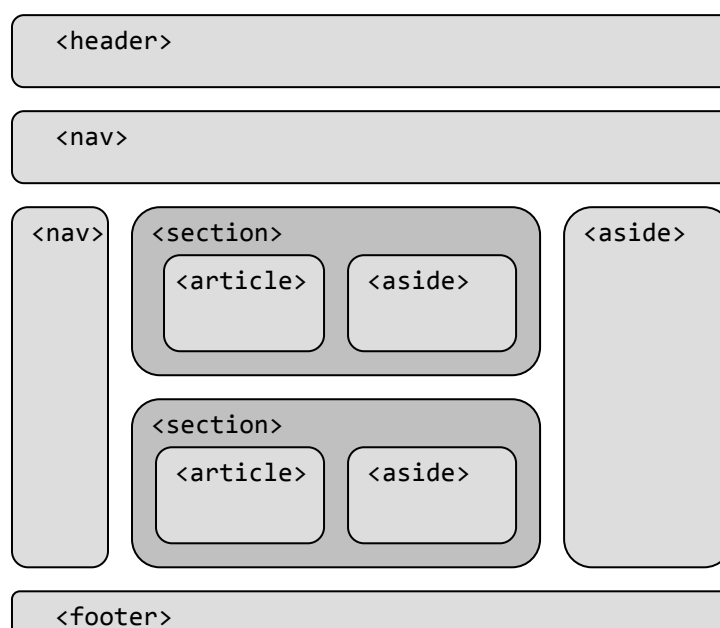 <header>
<nav>
<nav> <section> <aside>
<article> <aside>
<section>
<article> <aside>
<footer>